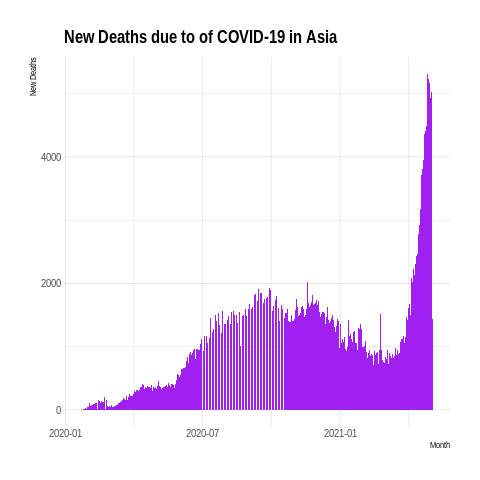 New Deaths due to of COVID-19 in Asia
New Deaths
4000
2000
0
2020-01
2020-07
2021-01
Month